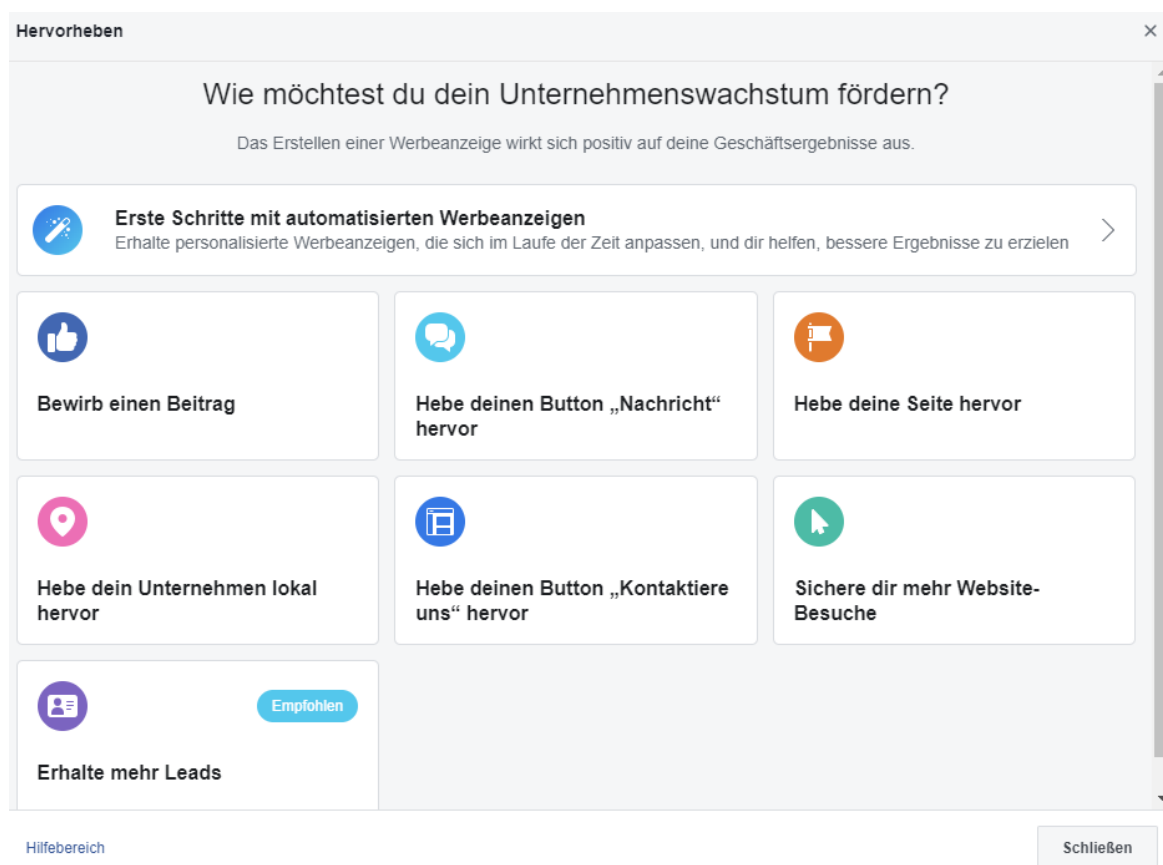 Hervorheben
Wie möchtest du dein Unternehmenswachstum fördern?
Das Erstellen einer Werbeanzeige wirkt sich positiv auf deine Geschäftsergebnisse aus.
Erste Schritte mit automatisierten Werbeanzeigen
Erhalte personalisierte Werbeanzeigen, die sich im Laufe der Zeit anpassen, und dir helfen, bessere Ergebnisse zu erzielen
Bewirb einen Beitrag
Hebe deinen Button „Nachricht“
hervor
Hebe deine Seite hervor
Hebe dein Unternehmen lokal
hervor
Hebe deinen Button „Kontaktiere
uns“ hervor
Sichere dir mehr Website-
Besuche
Empfohlen
Erhalte mehr Leads
Hilfebereich
Schließen